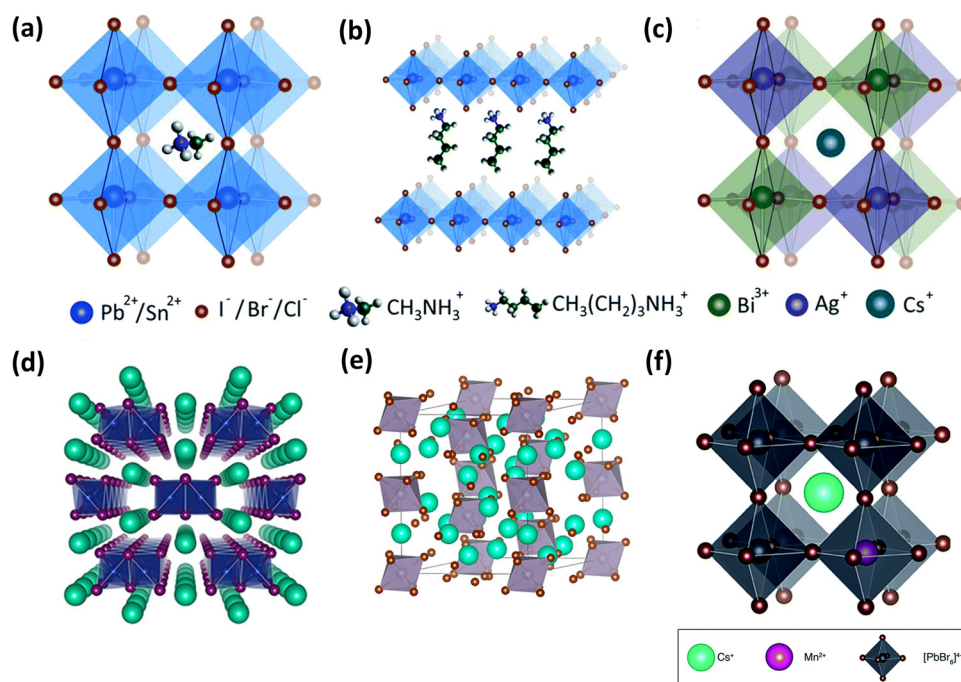 (a)
(b)
(c)
Pb²⁺/Sn²⁺ I⁻/Br⁻/Cl⁻ CH₃NH₃⁺ CH₃(CH₂)₃NH₃⁺ Bi³⁺ Ag⁺ Cs⁺
(d)
(e)
(f)
Cs⁺ Mn²⁺ [PbBr₆]⁴⁻